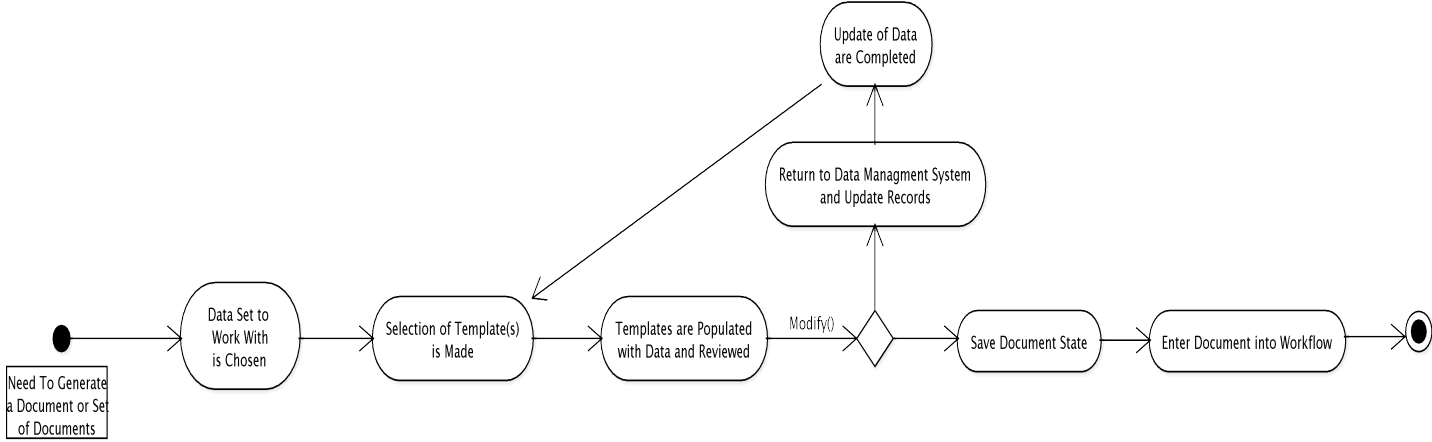 Update of Data
are Completed
Return to Data Managment System
and Update Records
Data Set to
Work With
is Chosen
Selection of Template(s)
is Made
Templates are Populated
with Data and Reviewed
Modify()
Save Document State
Enter Document into Workflow
Need To Generate
a Document or Set
of Documents